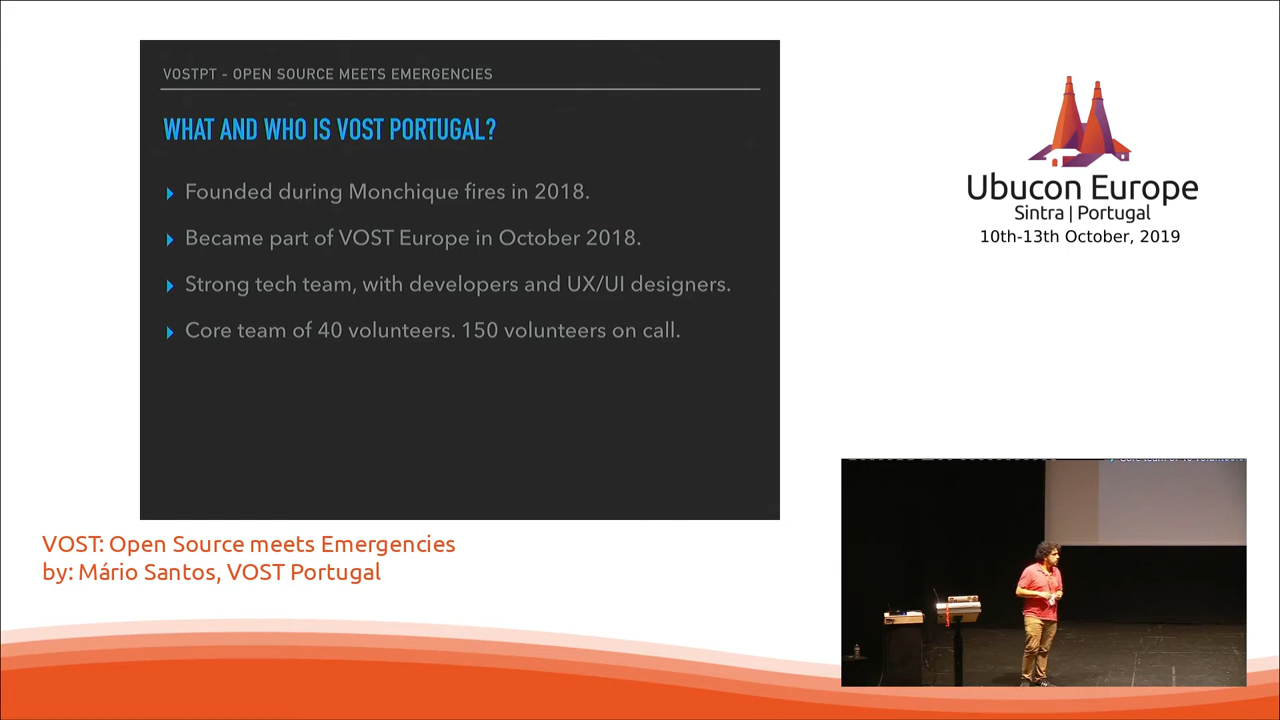 VOSTPT - OPEN SOURCE MEETS EMERGENCIES
WHAT AND WHO IS VOST PORTUGAL?
Founded during Monchique fires in 2018.
Became part of VOST Europe in October 2018.
Strong tech team, with developers and UX/UI designers.
Core team of 40 volunteers. 150 volunteers on call.
Ubucon Europe
Sintra | Portugal
10th-13th October, 2019
VOST: Open Source meets Emergencies
by: Mário Santos, VOST Portugal